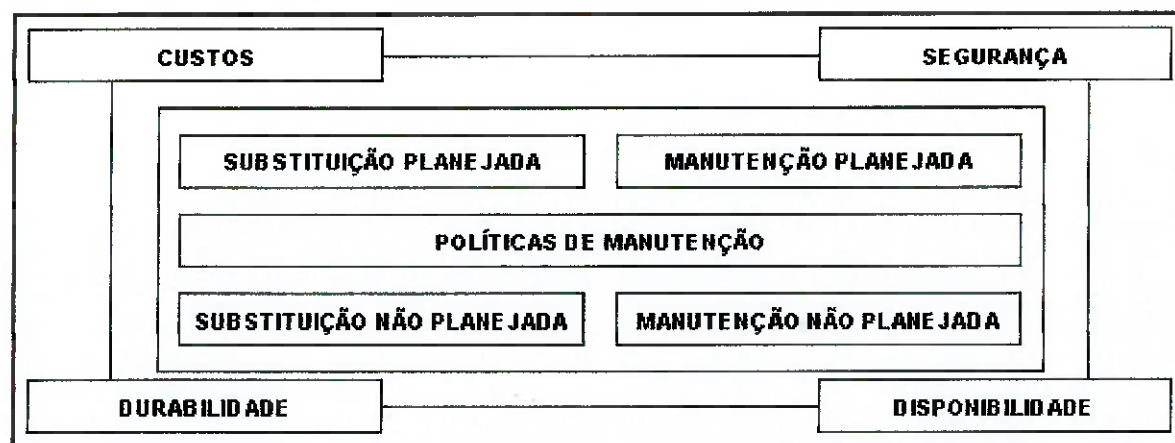 CUSTOS
SEGURANÇA
SUBSTITUIÇÃO PLANEJADA
MANUTENÇÃO PLANEJADA
POLÍTICAS DE MANUTENÇÃO
SUBSTITUIÇÃO NÃO PLANEJADA
MANUTENÇÃO NÃO PLANEJADA
DURABILIDADE
DISPONIBILIDADE